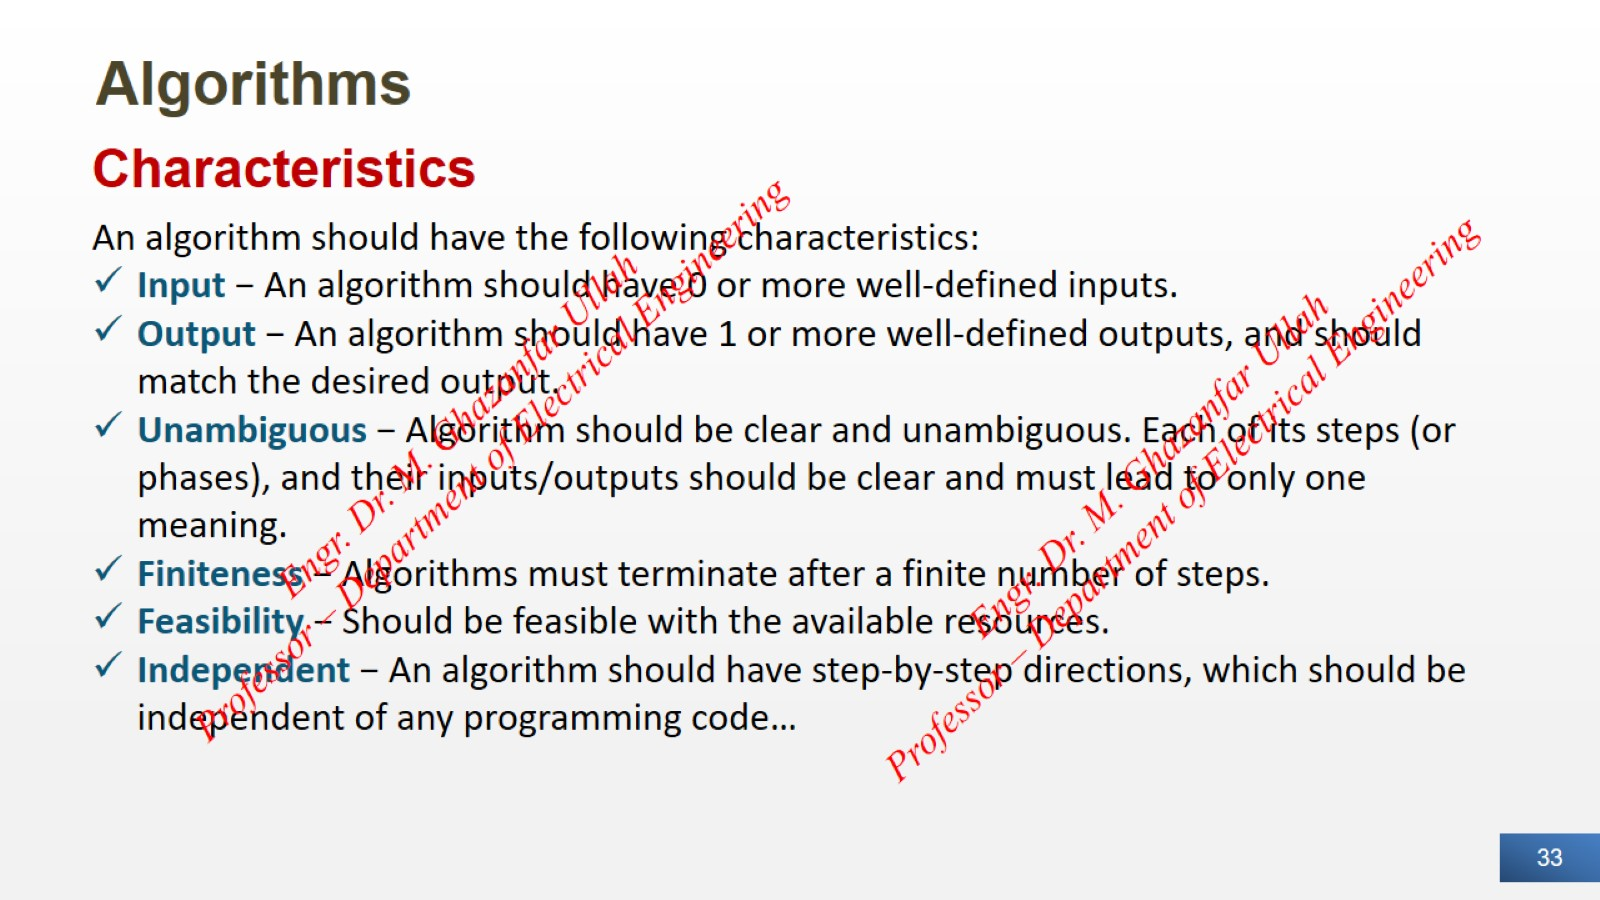 Algorithms
Characteristics
An algorithm should have the following characteristics:
✓ Input – An algorithm should have 0 or more well-defined inputs.
✓ Output – An algorithm should have 1 or more well-defined outputs, and should
match the desired output.
✓ Unambiguous – Algorithm should be clear and unambiguous. Each of its steps (or
phases), and their inputs/outputs should be clear and must lead to only one
meaning.
✓ Finiteness – Algorithms must terminate after a finite number of steps.
✓ Feasibility – Should be feasible with the available resources.
✓ Independent – An algorithm should have step-by-step directions, which should be
independent of any programming code...
Engr. Dr. M. Ghazanfar Ullah
Professor – Department of Electrical Engineering
Engr. Dr. M. Ghazanfar Ullah
Professor – Department of Electrical Engineering
33